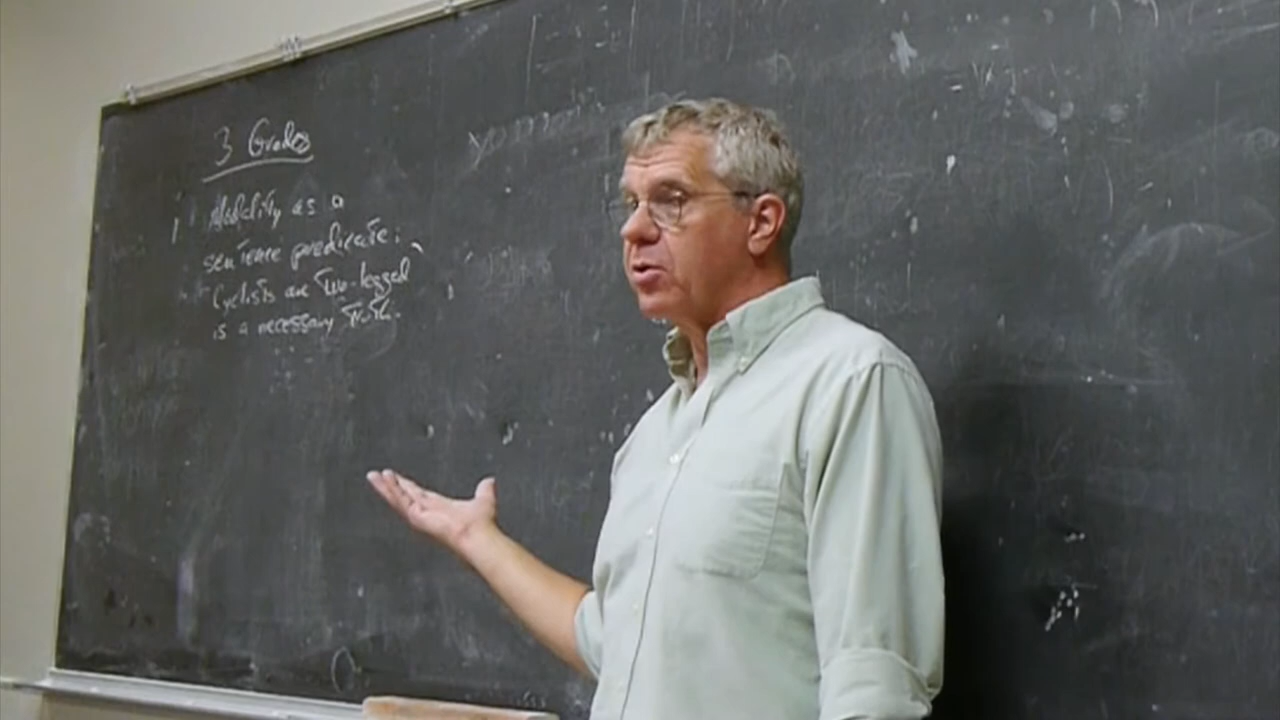 3 Grades
1 Modality as a
sentence predicate:
"Cyclists are two-legged"
is a necessary truth.